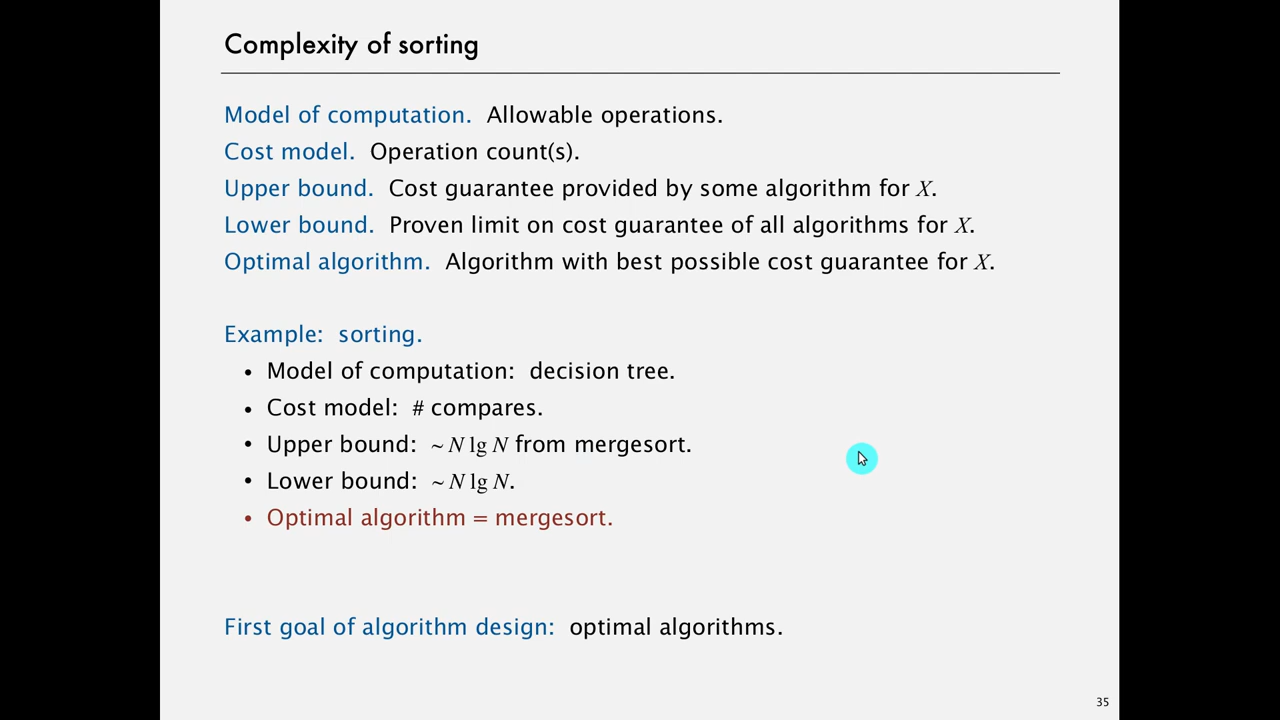 Complexity of sorting
Model of computation. Allowable operations.
Cost model. Operation count(s).
Upper bound. Cost guarantee provided by some algorithm for X.
Lower bound. Proven limit on cost guarantee of all algorithms for X.
Optimal algorithm. Algorithm with best possible cost guarantee for X.
Example: sorting.
• Model of computation: decision tree.
• Cost model: # compares.
• Upper bound: ~ N lg N from mergesort.
• Lower bound: ~ N lg N.
• Optimal algorithm = mergesort.
First goal of algorithm design: optimal algorithms.
35